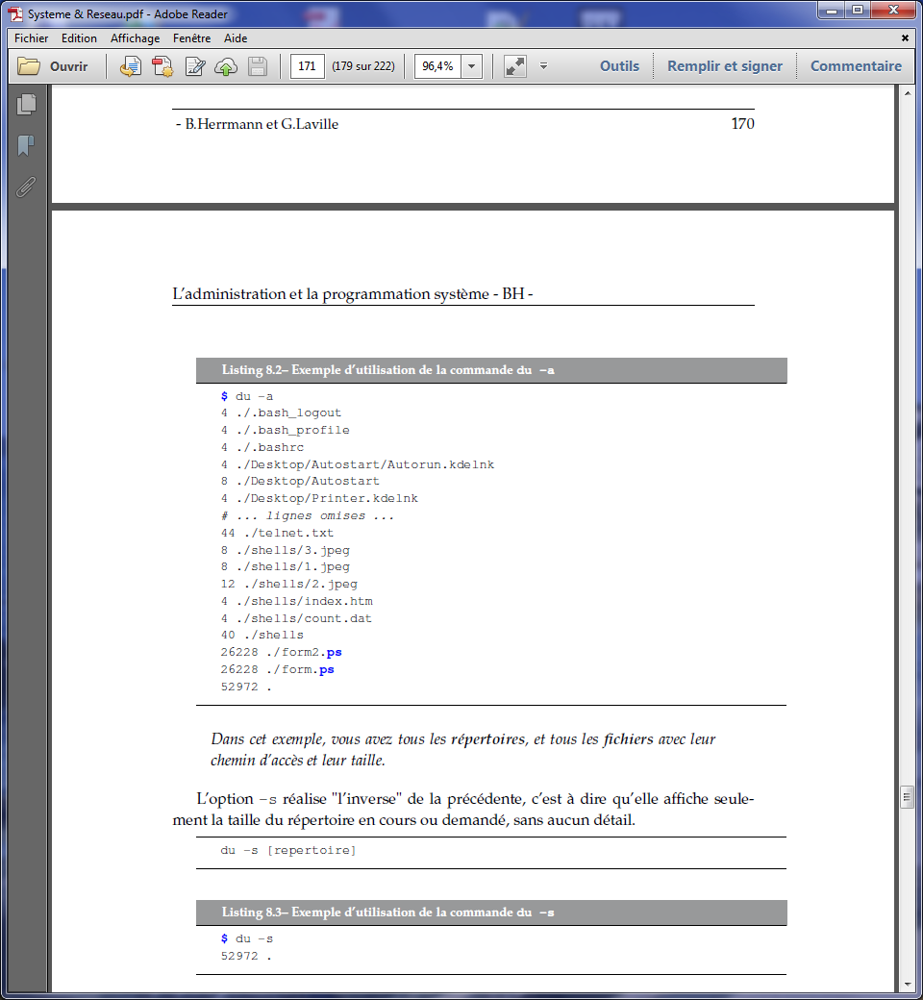 Systeme & Reseau.pdf - Adobe Reader
Fichier Edition Affichage Fenêtre Aide
Ouvrir 171 (179 sur 222) 96,4% Outils Remplir et signer Commentaire
- B.Herrmann et G.Laville 170
L'administration et la programmation système - BH -
Listing 8.2– Exemple d'utilisation de la commande du -a
$ du -a
4 ./.bash_logout
4 ./.bash_profile
4 ./.bashrc
4 ./Desktop/Autostart/Autorun.kdelnk
8 ./Desktop/Autostart
4 ./Desktop/Printer.kdelnk
# ... lignes omises ...
44 ./telnet.txt
8 ./shells/3.jpeg
8 ./shells/1.jpeg
12 ./shells/2.jpeg
4 ./shells/index.htm
4 ./shells/count.dat
40 ./shells
26228 ./form2.ps
26228 ./form.ps
52972 .
Dans cet exemple, vous avez tous les répertoires, et tous les fichiers avec leur
chemin d'accès et leur taille.
L'option -s réalise "l'inverse" de la précédente, c'est à dire qu'elle affiche seule-
ment la taille du répertoire en cours ou demandé, sans aucun détail.
du -s [repertoire]
Listing 8.3– Exemple d'utilisation de la commande du -s
$ du -s
52972 .